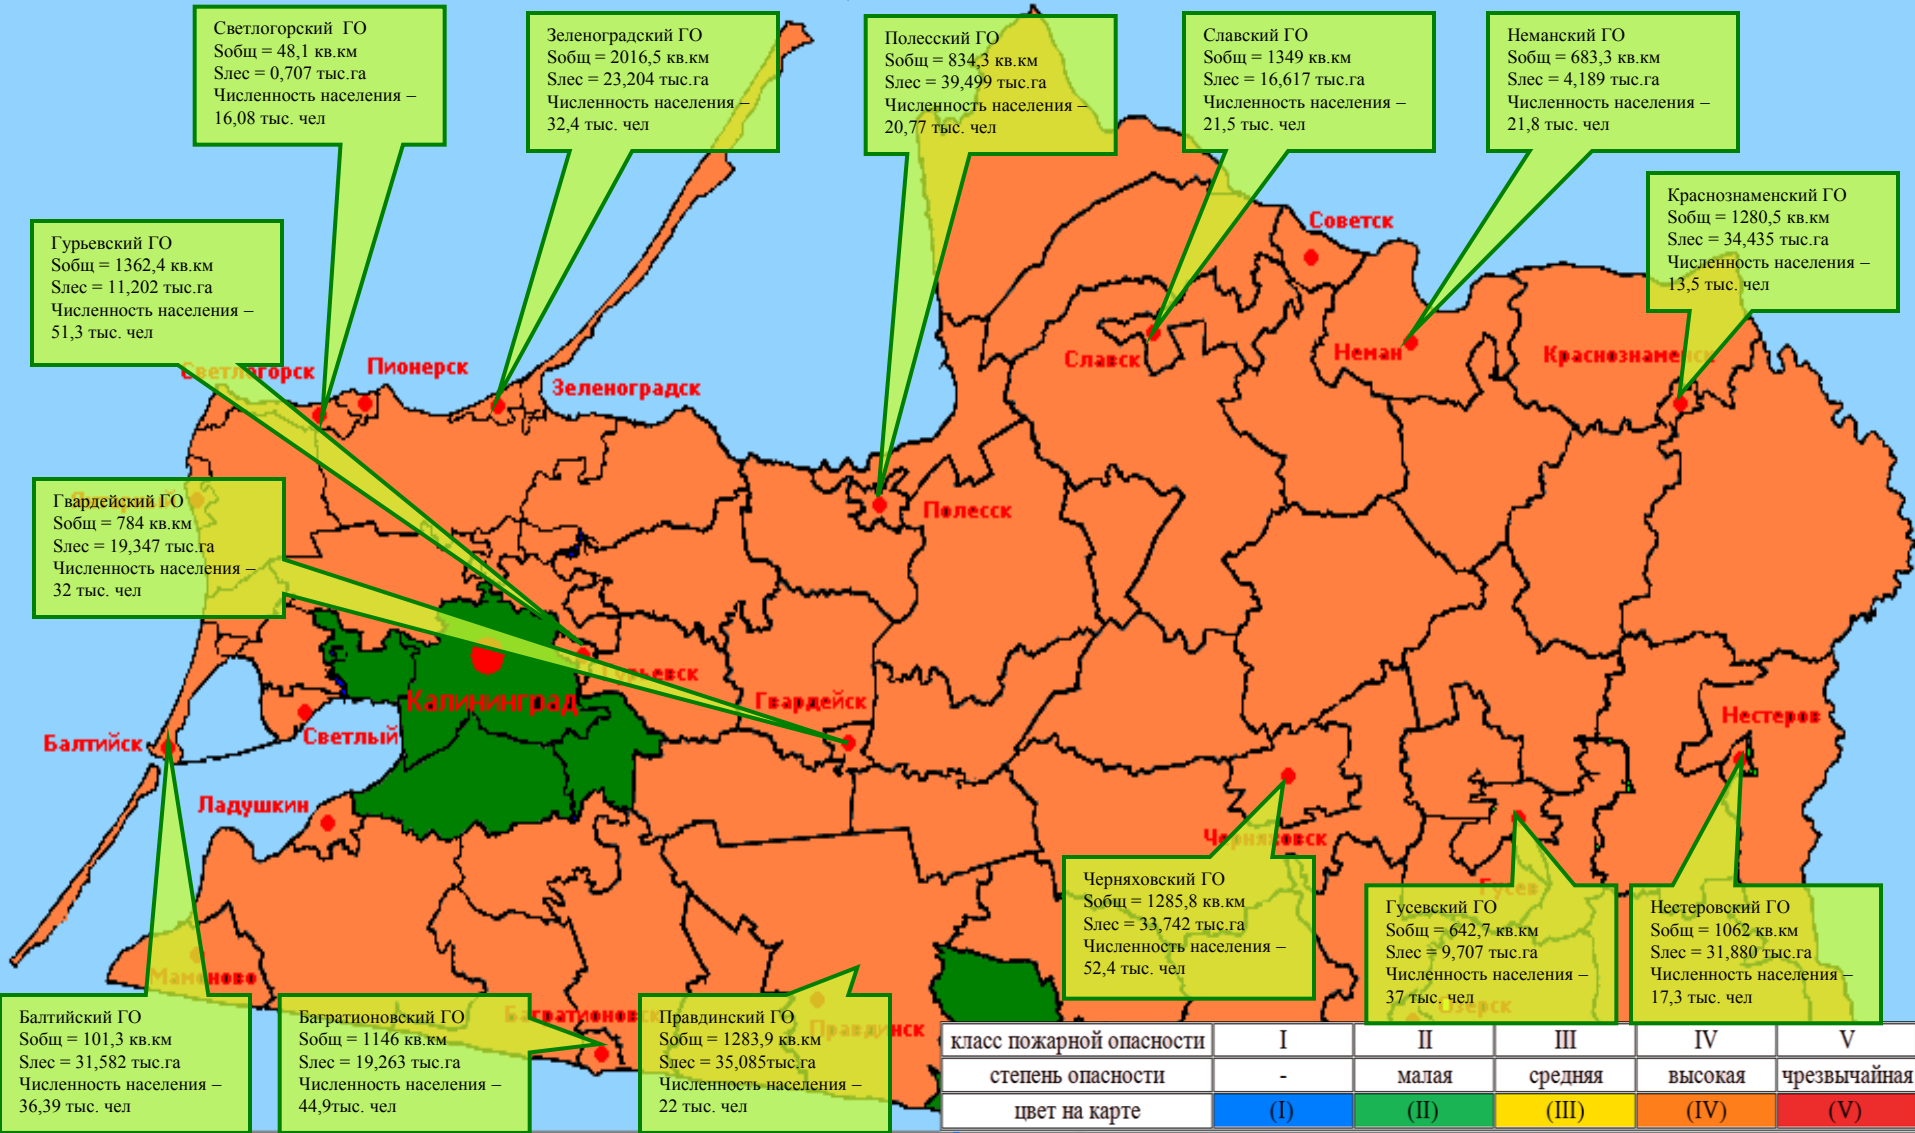 Светлогорский ГО
Sобщ = 48,1 кв.км
Sлес = 0,707 тыс.га
Численность населения –
16,08 тыс. чел
Зеленоградский ГО
Sобщ = 2016,5 кв.км
Sлес = 23,204 тыс.га
Численность населения –
32,4 тыс. чел
Полесский ГО
Sобщ = 834,3 кв.км
Sлес = 39,499 тыс.га
Численность населения –
20,77 тыс. чел
Славский ГО
Sобщ = 1349 кв.км
Sлес = 16,617 тыс.га
Численность населения –
21,5 тыс. чел
Неманский ГО
Sобщ = 683,3 кв.км
Sлес = 4,189 тыс.га
Численность населения –
21,8 тыс. чел
Краснознаменский ГО
Sобщ = 1280,5 кв.км
Sлес = 34,435 тыс.га
Численность населения –
13,5 тыс. чел
Гурьевский ГО
Sобщ = 1362,4 кв.км
Sлес = 11,202 тыс.га
Численность населения –
51,3 тыс. чел
Советск
Светлогорск
Пионерск
Зеленоградск
Славск
Неман
Краснознаменск
Гвардейский ГО
Sобщ = 784 кв.км
Sлес = 19,347 тыс.га
Численность населения –
32 тыс. чел
Полесск
Гурьевск
Калининград
Гвардейск
Нестеров
Балтийск
Светлый
Ладушкин
Черняховск
Гусев
Мамоново
Багратионовск
Правдинск
Озерск
Черняховский ГО
Sобщ = 1285,8 кв.км
Sлес = 33,742 тыс.га
Численность населения –
52,4 тыс. чел
Гусевский ГО
Sобщ = 642,7 кв.км
Sлес = 9,707 тыс.га
Численность населения –
37 тыс. чел
Нестеровский ГО
Sобщ = 1062 кв.км
Sлес = 31,880 тыс.га
Численность населения –
17,3 тыс. чел
Балтийский ГО
Sобщ = 101,3 кв.км
Sлес = 31,582 тыс.га
Численность населения –
36,39 тыс. чел
Багратионовский ГО
Sобщ = 1146 кв.км
Sлес = 19,263 тыс.га
Численность населения –
44,9тыс. чел
Правдинский ГО
Sобщ = 1283,9 кв.км
Sлес = 35,085тыс.га
Численность населения –
22 тыс. чел
класс пожарной опасности I II III IV V
степень опасности - малая средняя высокая чрезвычайная
цвет на карте (I) (II) (III) (IV) (V)